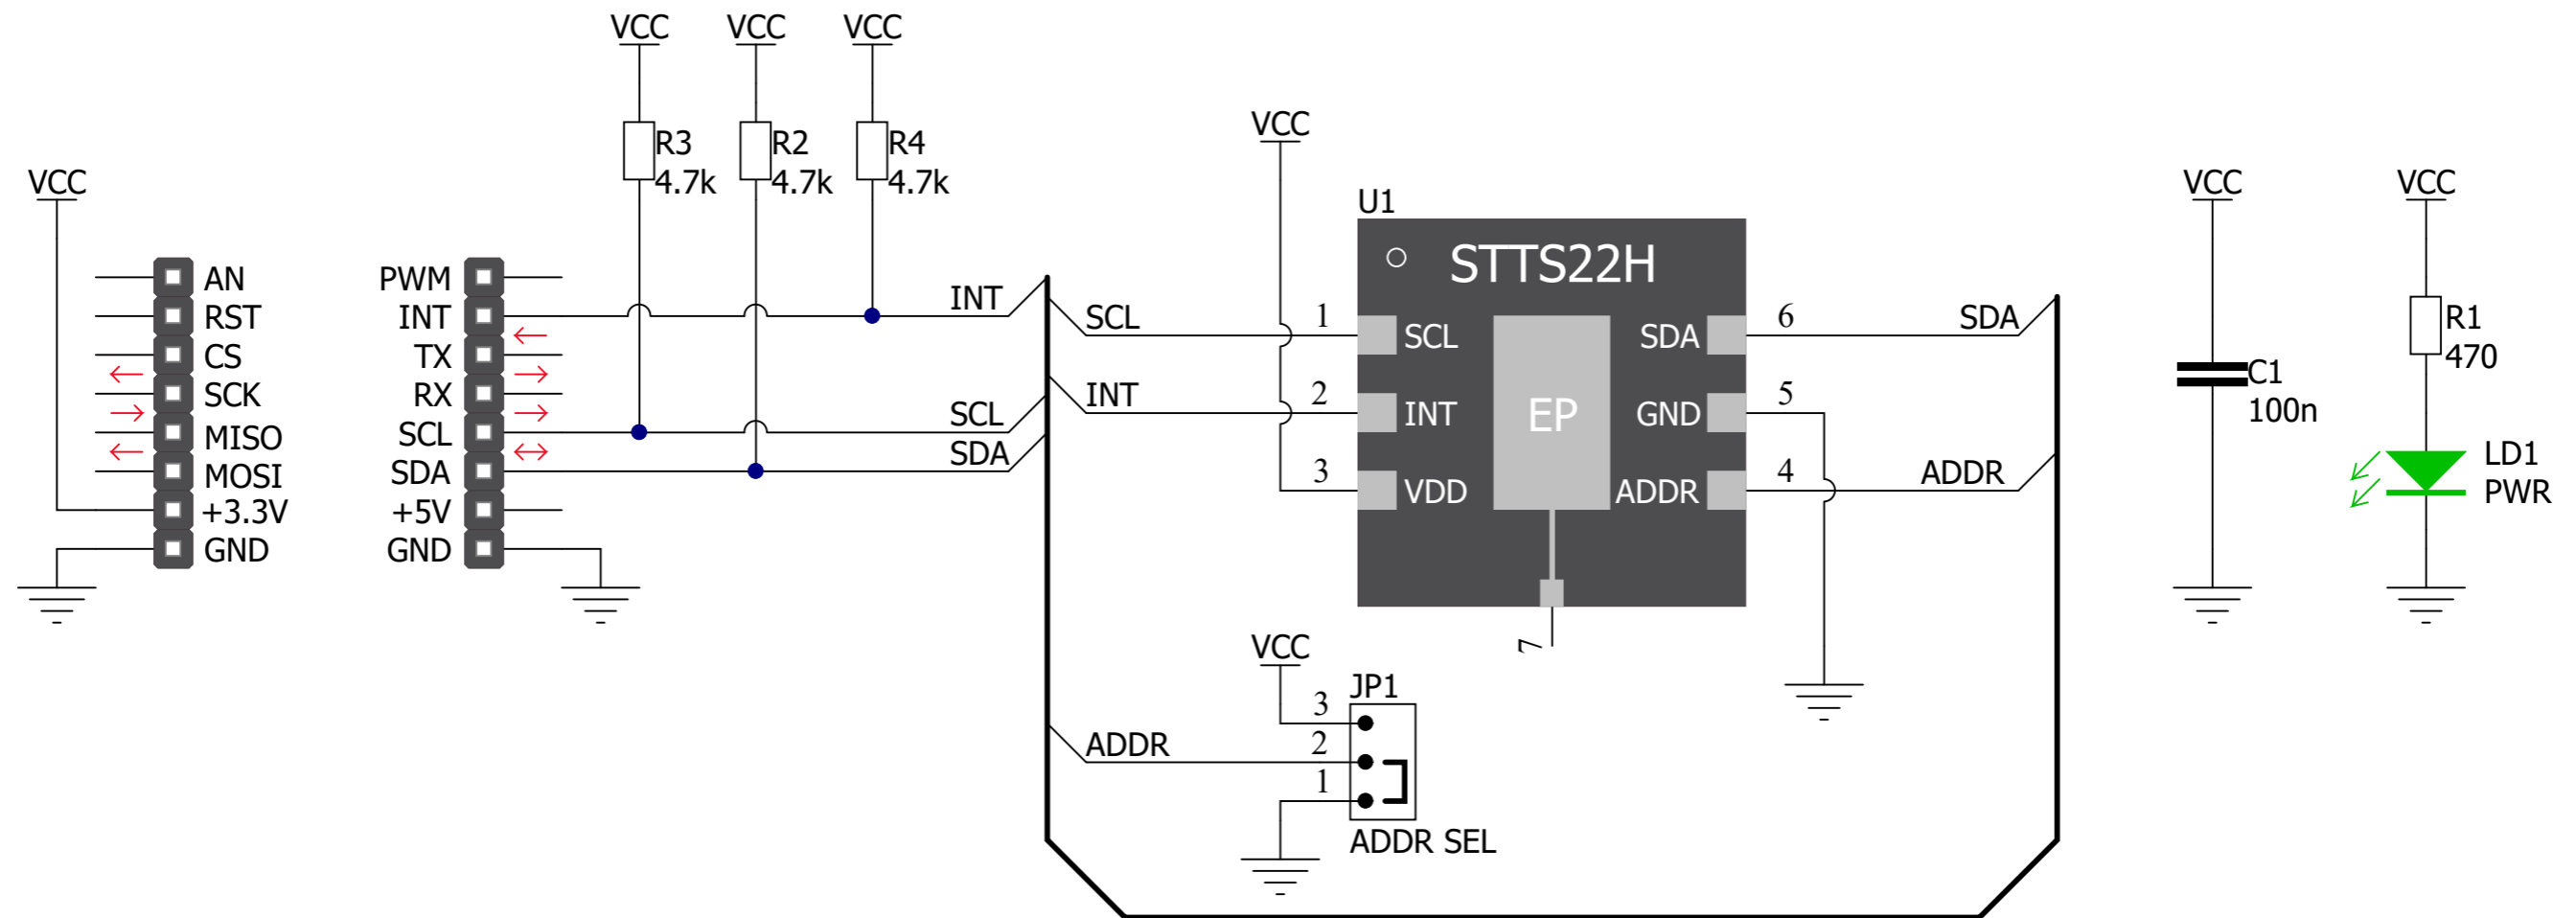 VCC
VCC
VCC
R3
4.7k
R2
4.7k
R4
4.7k
VCC
AN
RST
CS
SCK
MISO
MOSI
+3.3V
GND
PWM
INT
TX
RX
SCL
SDA
+5V
GND
INT
SCL
SDA
SCL
INT
VCC
U1
STTS22H
1
2
3
SCL
INT
VDD
EP
SDA
GND
ADDR
6
5
4
7
SDA
ADDR
VCC
JP1
3
2
1
ADDR
ADDR SEL
VCC
C1
100n
VCC
R1
470
LD1
PWR